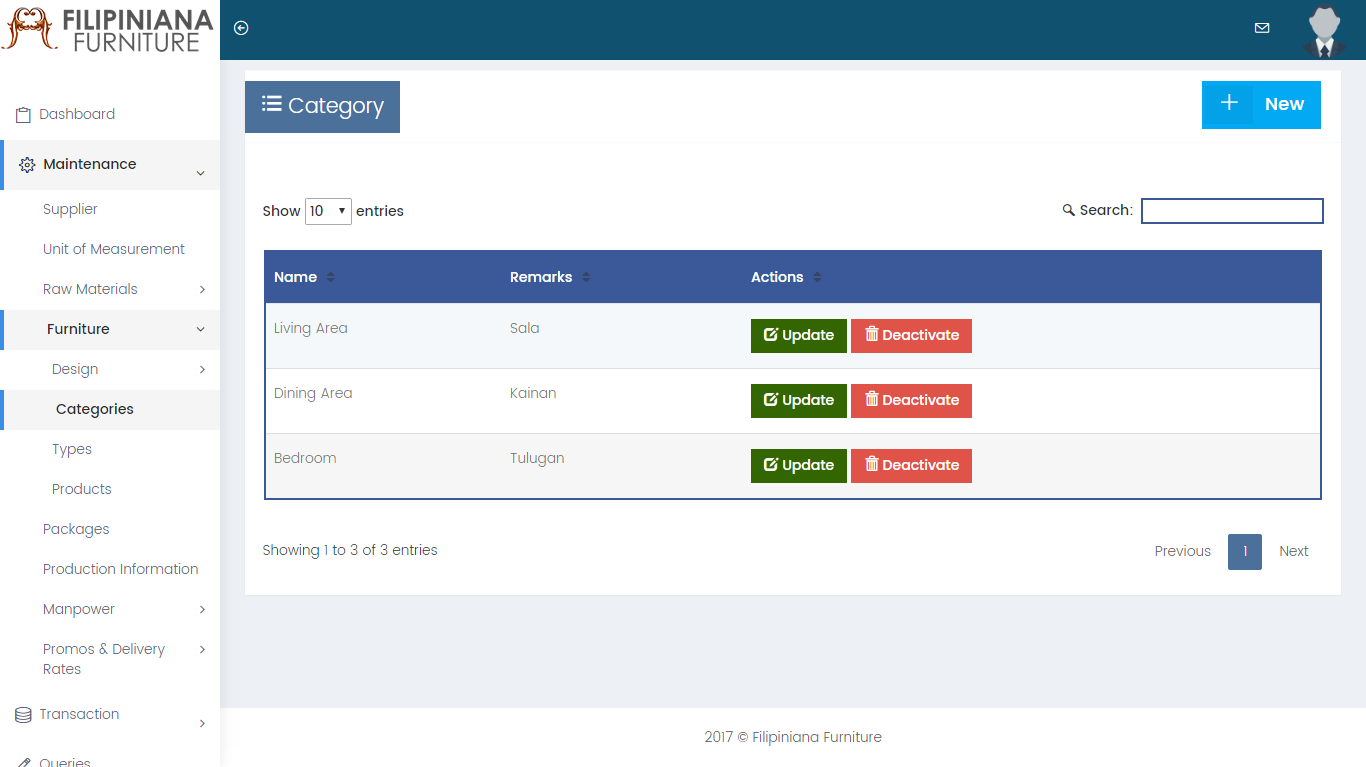 FILIPINIANA
FURNITURE
Dashboard
Maintenance
Supplier
Unit of Measurement
Raw Materials
Furniture
Design
Categories
Types
Products
Packages
Production Information
Manpower
Promos & Delivery
Rates
Transaction
Queries
Category
New
Show 10 entries
Search:
Name Remarks Actions
Living Area Sala Update Deactivate
Dining Area Kainan Update Deactivate
Bedroom Tulugan Update Deactivate
Showing 1 to 3 of 3 entries
Previous 1 Next
2017 © Filipiniana Furniture